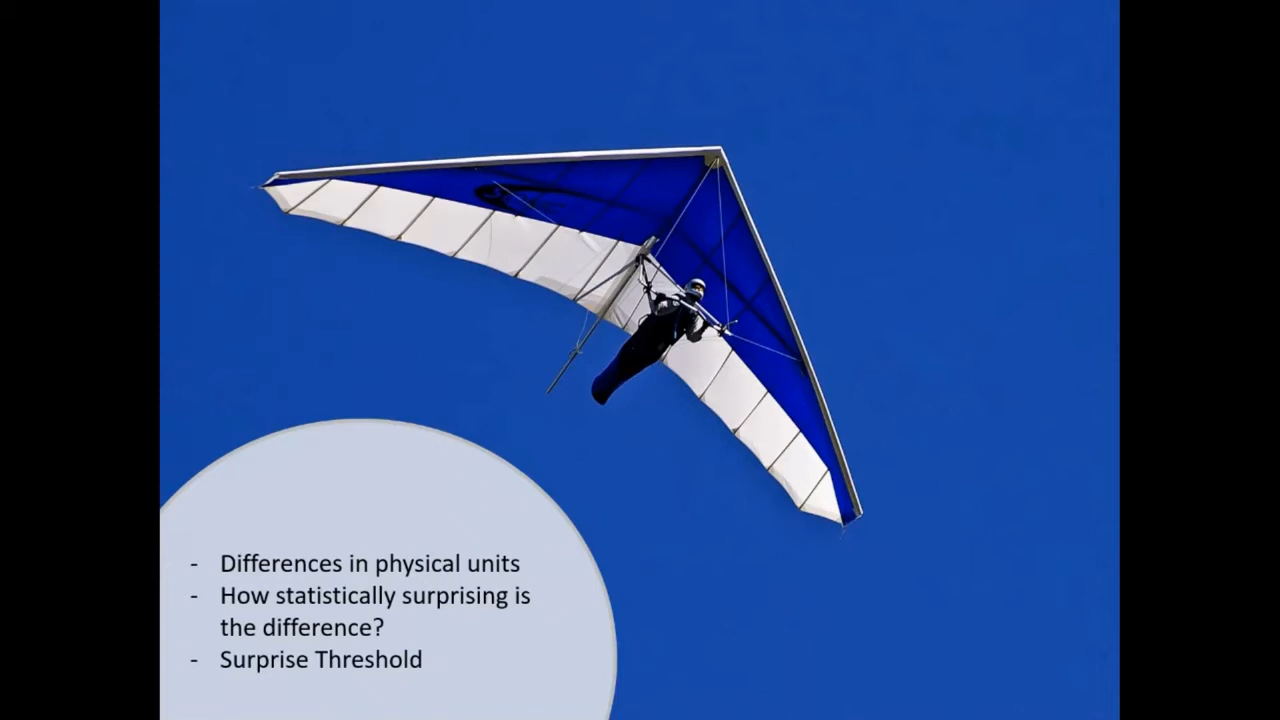 - Differences in physical units
- How statistically surprising is
the difference?
- Surprise Threshold